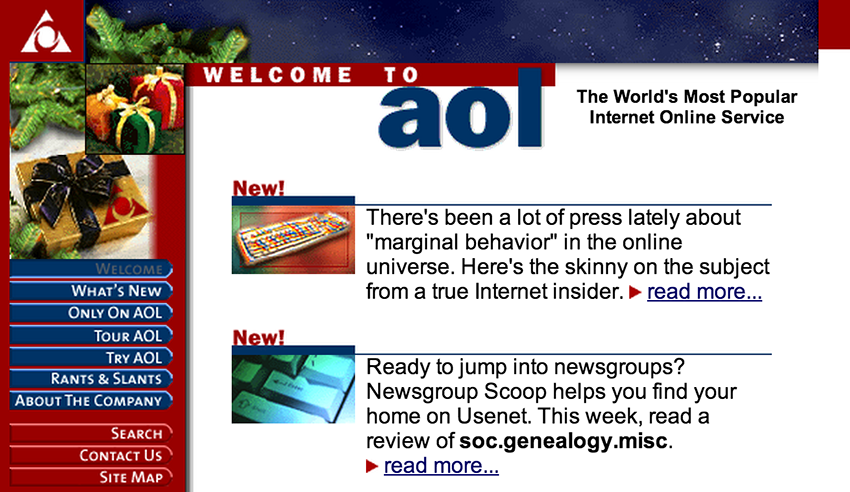 WELCOME TO
aol
The World's Most Popular
Internet Online Service
WELCOME
WHAT'S NEW
ONLY ON AOL
TOUR AOL
TRY AOL
RANTS & SLANTS
ABOUT THE COMPANY
SEARCH
CONTACT US
SITE MAP
New!
There's been a lot of press lately about
"marginal behavior" in the online
universe. Here's the skinny on the subject
from a true Internet insider. read more...
New!
Ready to jump into newsgroups?
Newsgroup Scoop helps you find your
home on Usenet. This week, read a
review of soc.genealogy.misc.
read more...